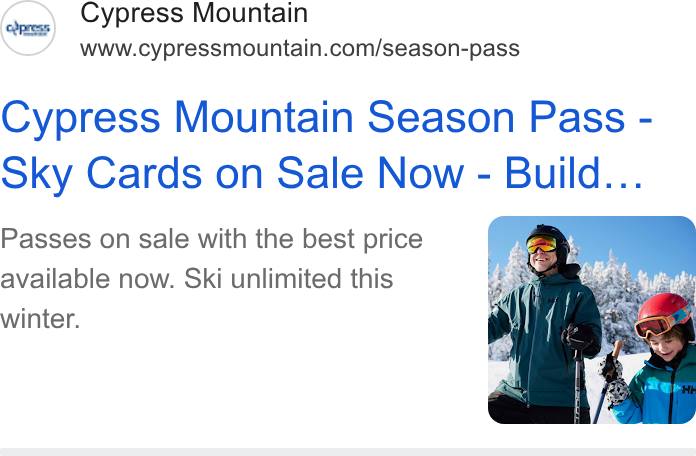 Cypress Mountain
www.cypressmountain.com/season-pass
Cypress Mountain Season Pass -
Sky Cards on Sale Now - Build…
Passes on sale with the best price
available now. Ski unlimited this
winter.